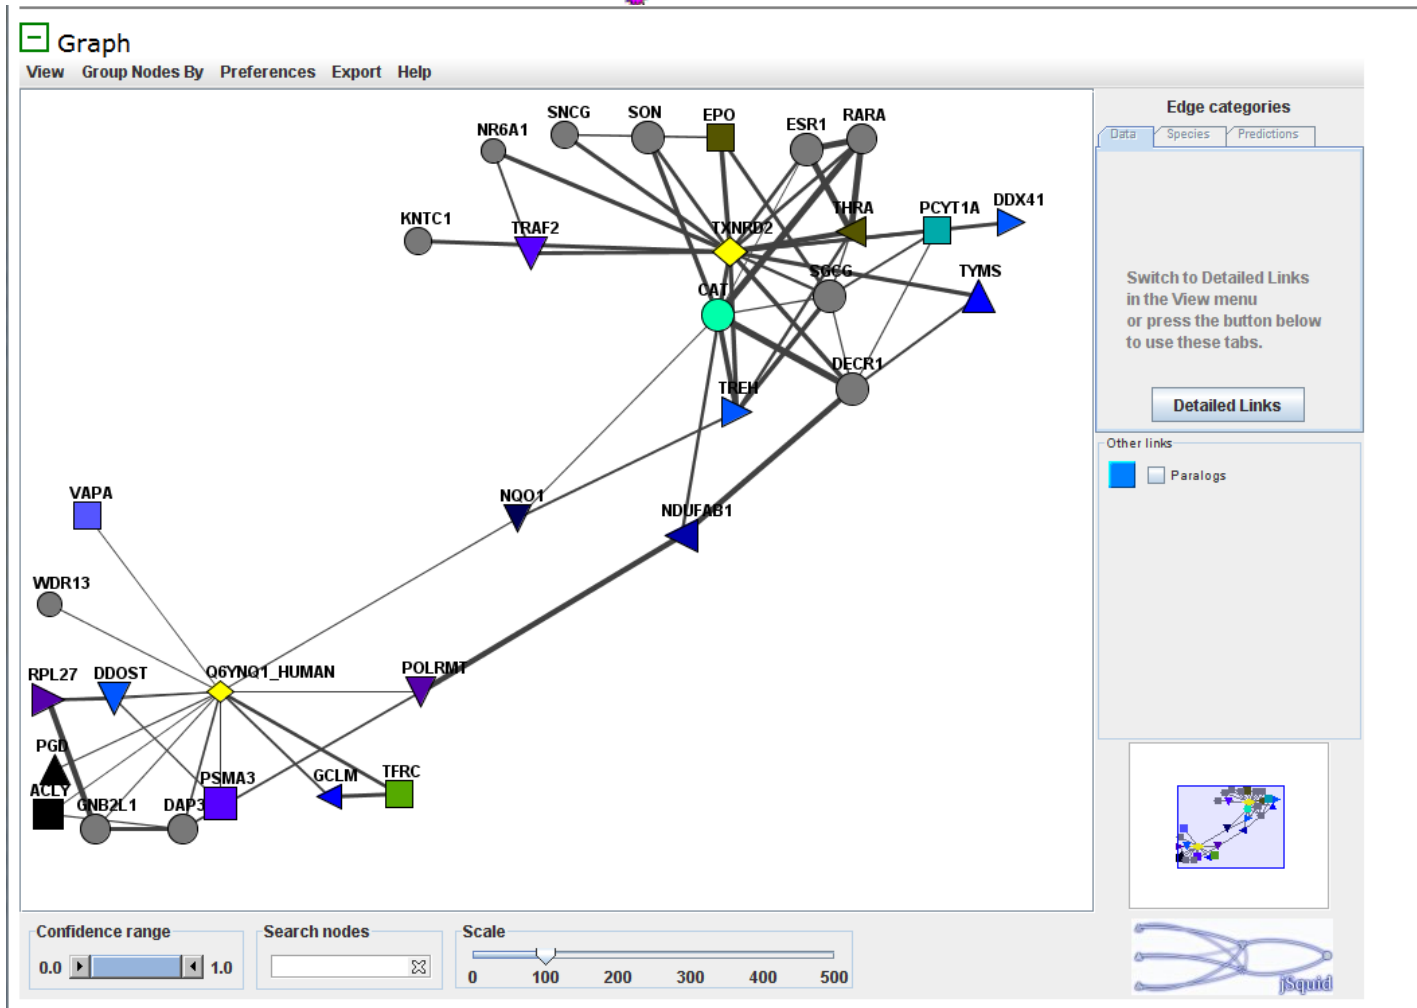 Graph
View Group Nodes By Preferences Export Help
Edge categories
Data Species Predictions
Switch to Detailed Links
in the View menu
or press the button below
to use these tabs.
Detailed Links
Other links
Paralogs
SNCG SON EPO ESR1 RARA
NR6A1
KNTC1 TRAF2 TXNRD2 THRA PCYT1A DDX41
CAT SGCG TYMS
DECR1
TREH
NQO1 NDUFAB1
VAPA
WDR13
RPL27 DDOST Q6YNQ1_HUMAN POLRMT
PGD
ACLY GNB2L1 DAP3 PSMA3 GCLM TFRC
Confidence range Search nodes Scale
0.0 1.0
0 100 200 300 400 500
jSquid